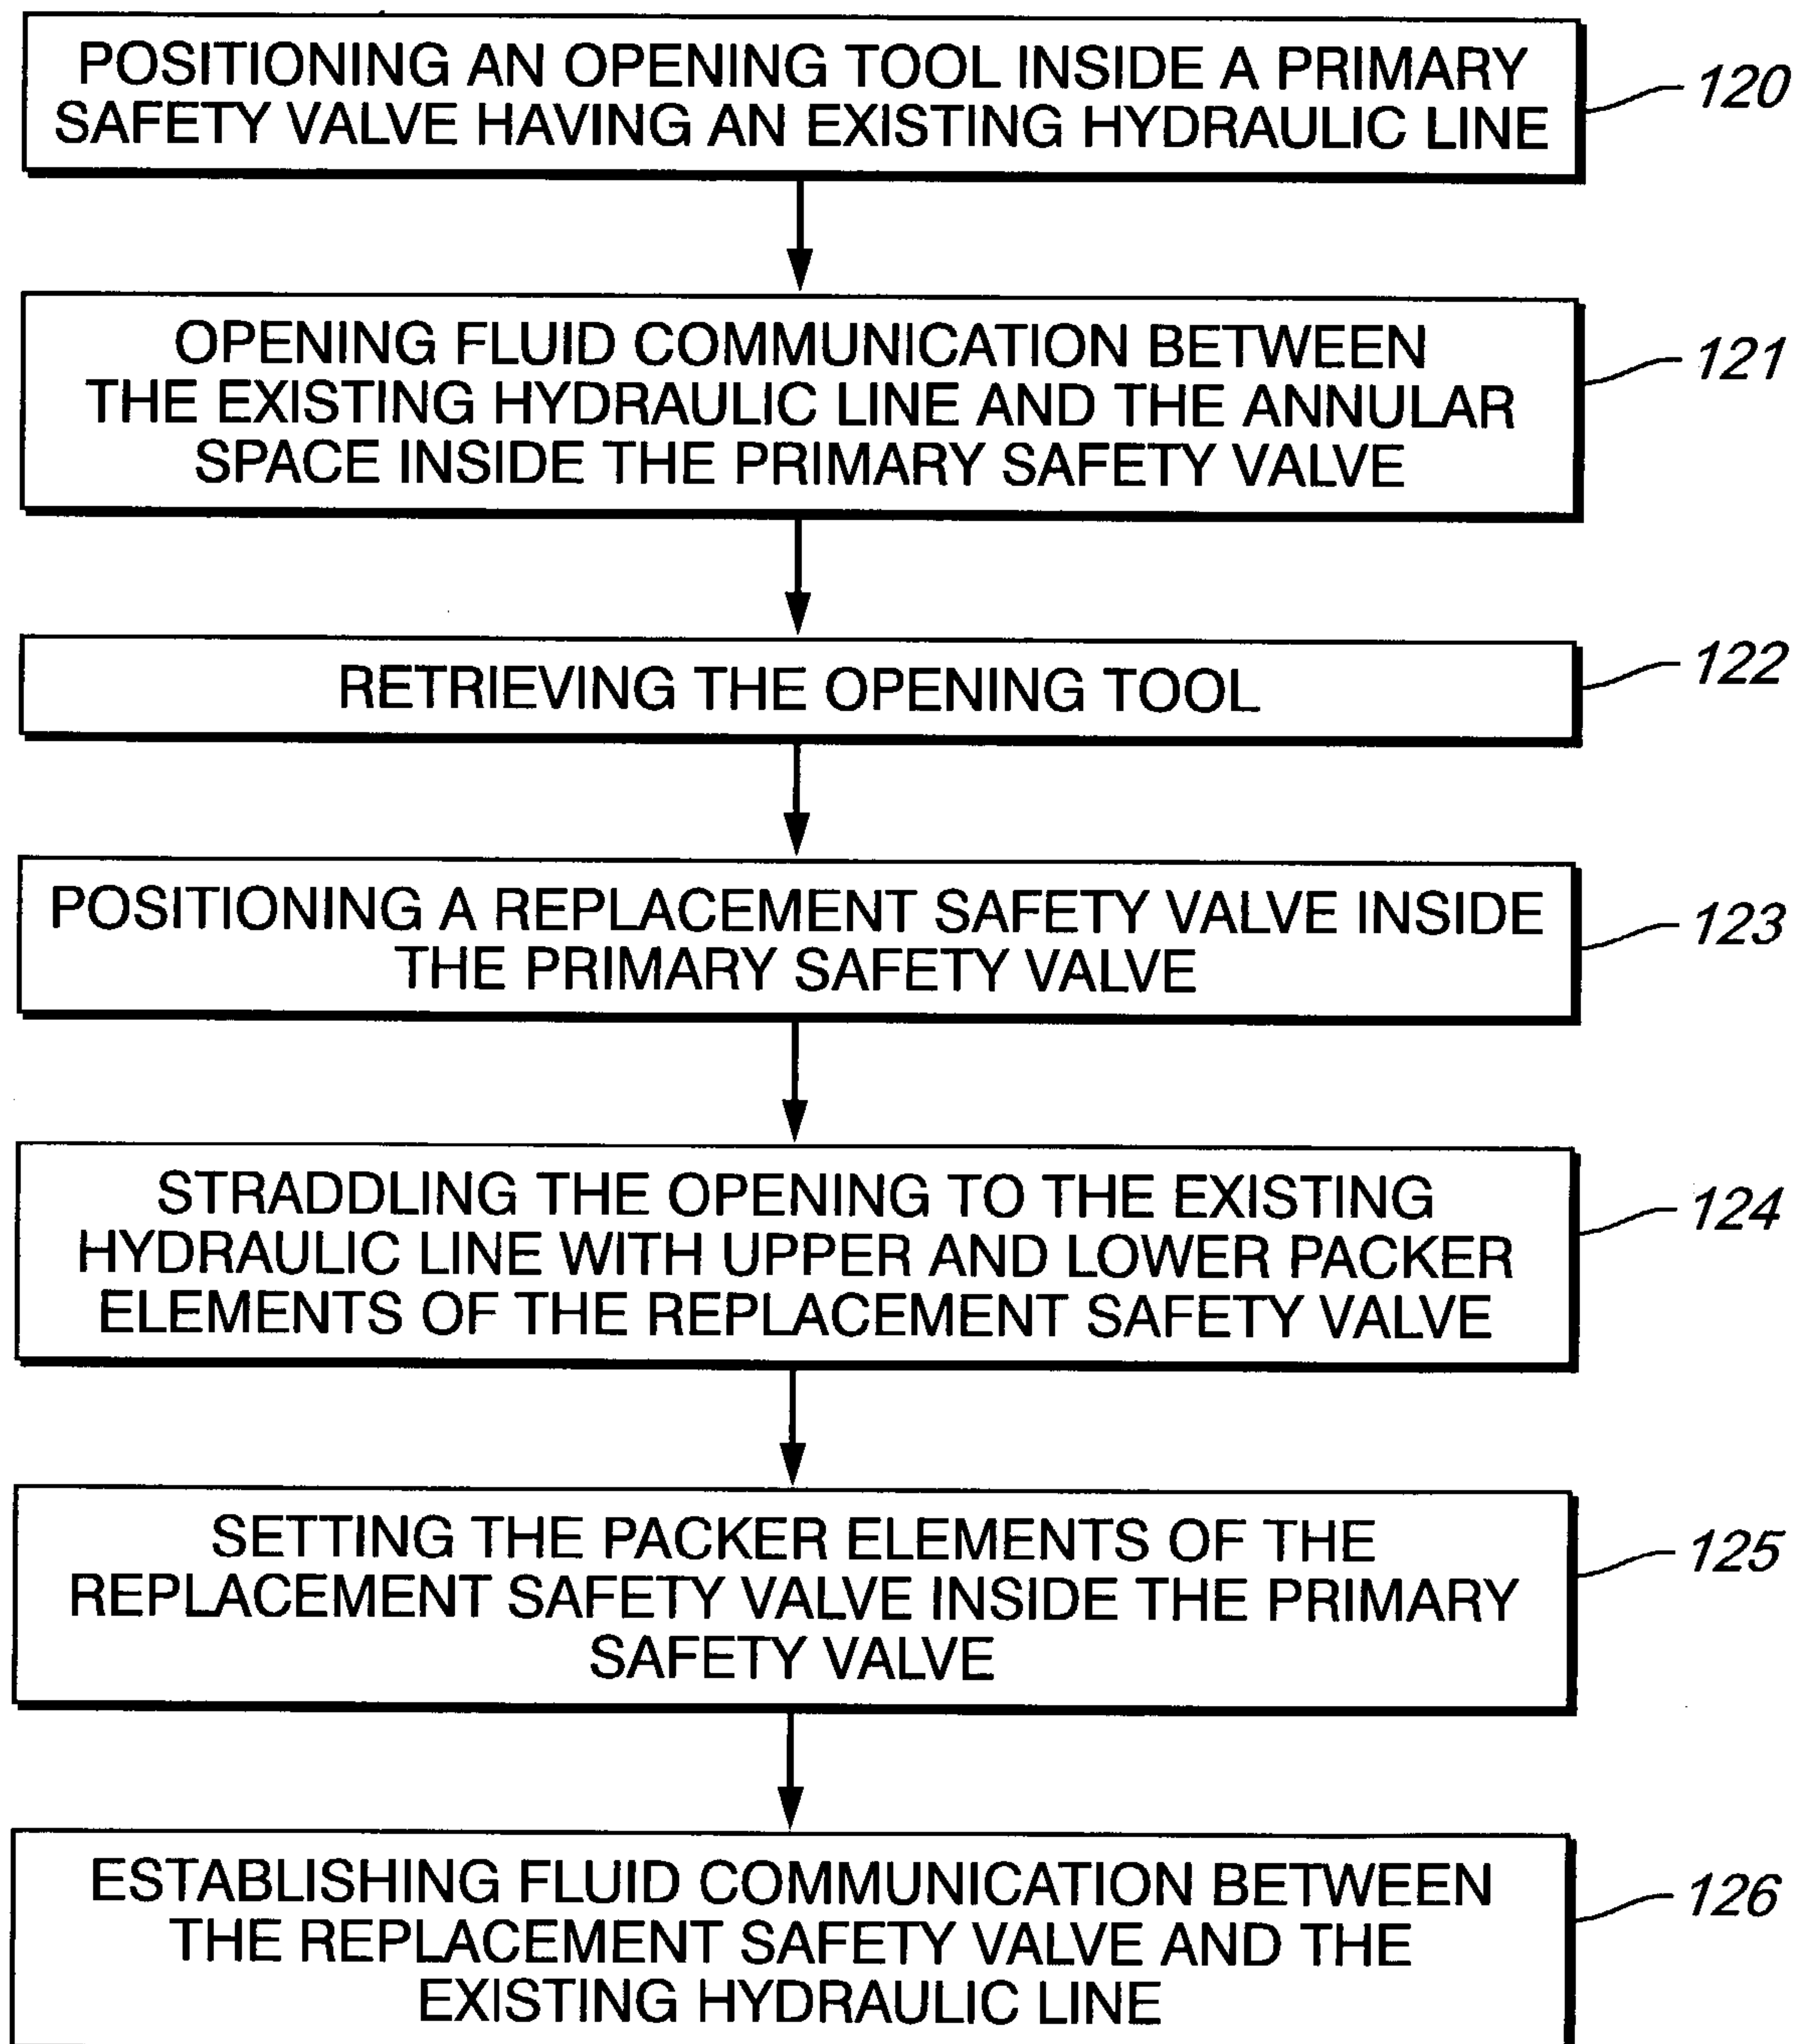 POSITIONING AN OPENING TOOL INSIDE A PRIMARY
SAFETY VALVE HAVING AN EXISTING HYDRAULIC LINE
120
OPENING FLUID COMMUNICATION BETWEEN
THE EXISTING HYDRAULIC LINE AND THE ANNULAR
SPACE INSIDE THE PRIMARY SAFETY VALVE
121
RETRIEVING THE OPENING TOOL
122
POSITIONING A REPLACEMENT SAFETY VALVE INSIDE
THE PRIMARY SAFETY VALVE
123
STRADDLING THE OPENING TO THE EXISTING
HYDRAULIC LINE WITH UPPER AND LOWER PACKER
ELEMENTS OF THE REPLACEMENT SAFETY VALVE
124
SETTING THE PACKER ELEMENTS OF THE
REPLACEMENT SAFETY VALVE INSIDE THE PRIMARY
SAFETY VALVE
125
ESTABLISHING FLUID COMMUNICATION BETWEEN
THE REPLACEMENT SAFETY VALVE AND THE
EXISTING HYDRAULIC LINE
126